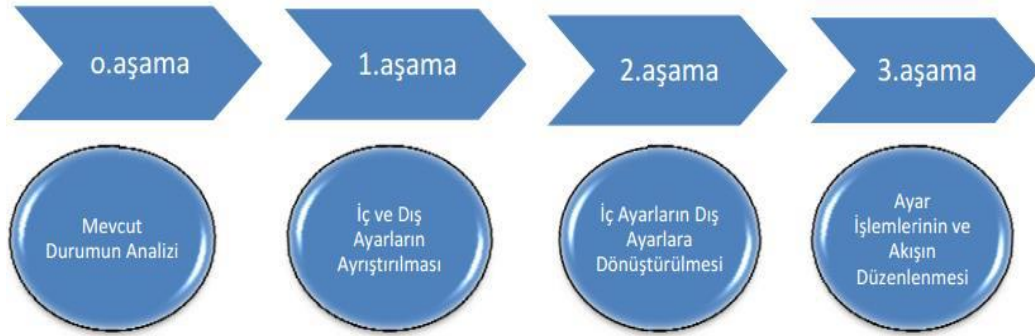 o.aşama
1.aşama
2.aşama
3.aşama
Mevcut
Durumun Analizi
İç ve Dış
Ayarların
Ayrıştırılması
İç Ayarların Dış
Ayarlara
Dönüştürülmesi
Ayar
İşlemlerinin ve
Akışın
Düzenlenmesi